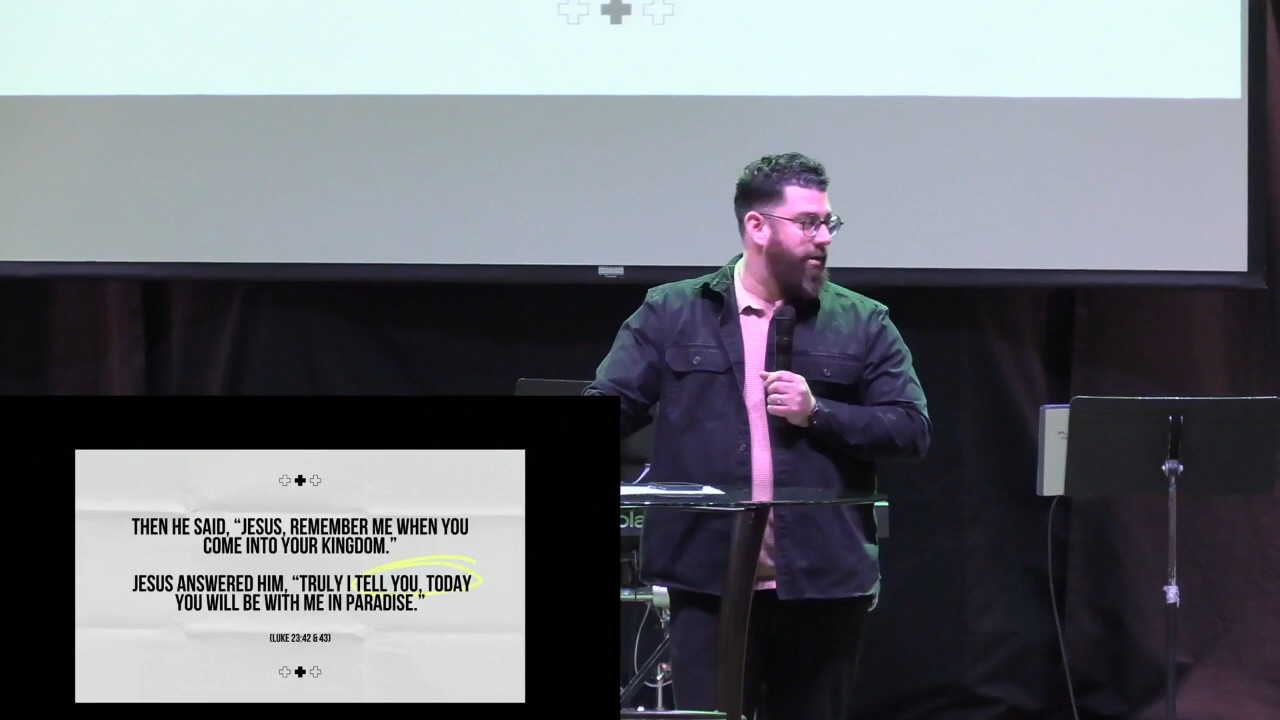 THEN HE SAID, “JESUS, REMEMBER ME WHEN YOU
COME INTO YOUR KINGDOM.”
JESUS ANSWERED HIM, “TRULY I TELL YOU, TODAY
YOU WILL BE WITH ME IN PARADISE.”
(LUKE 23:42 & 43)